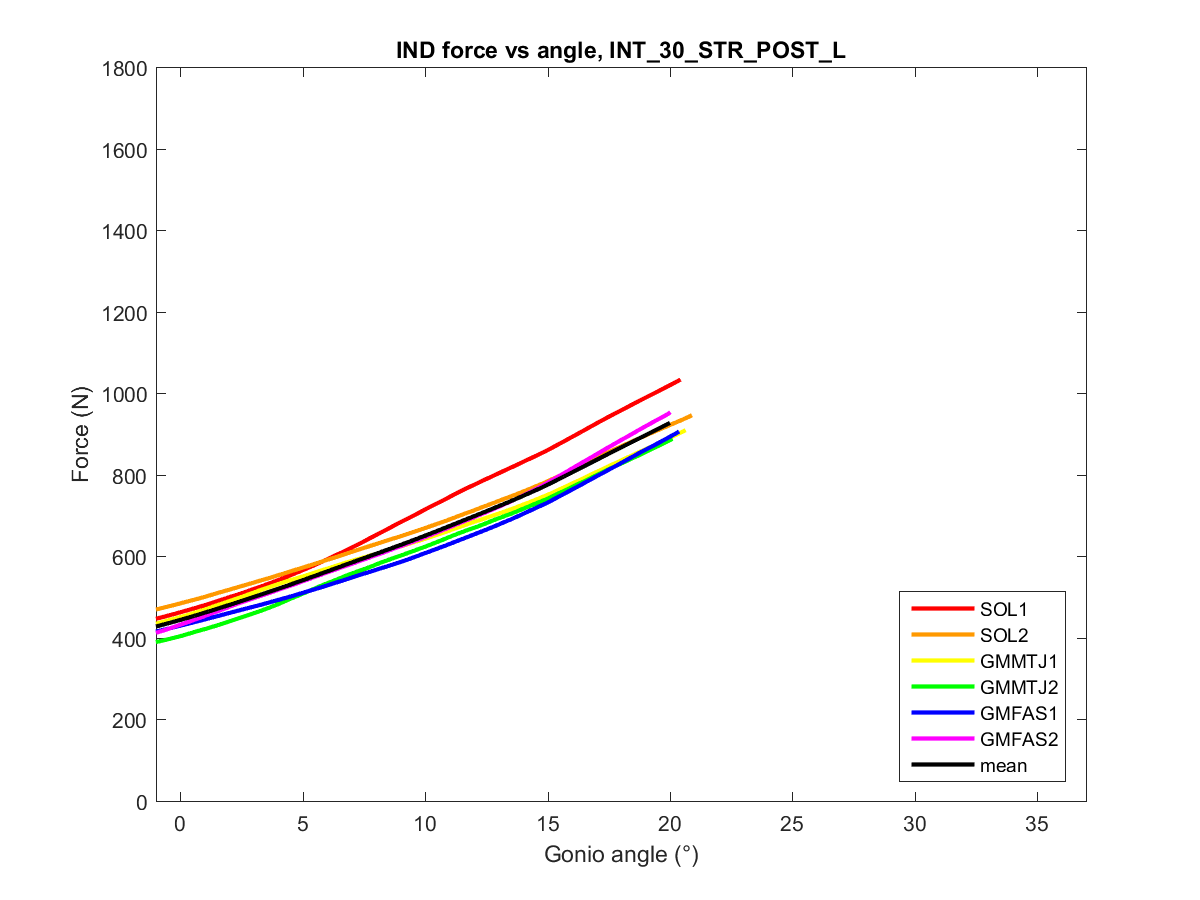 IND force vs angle, INT_30_STR_POST_L
1800
1600
1400
1200
1000
800
600
400
200
0
Force (N)
0 5 10 15 20 25 30 35
Gonio angle (°)
SOL1
SOL2
GMMTJ1
GMMTJ2
GMFAS1
GMFAS2
mean